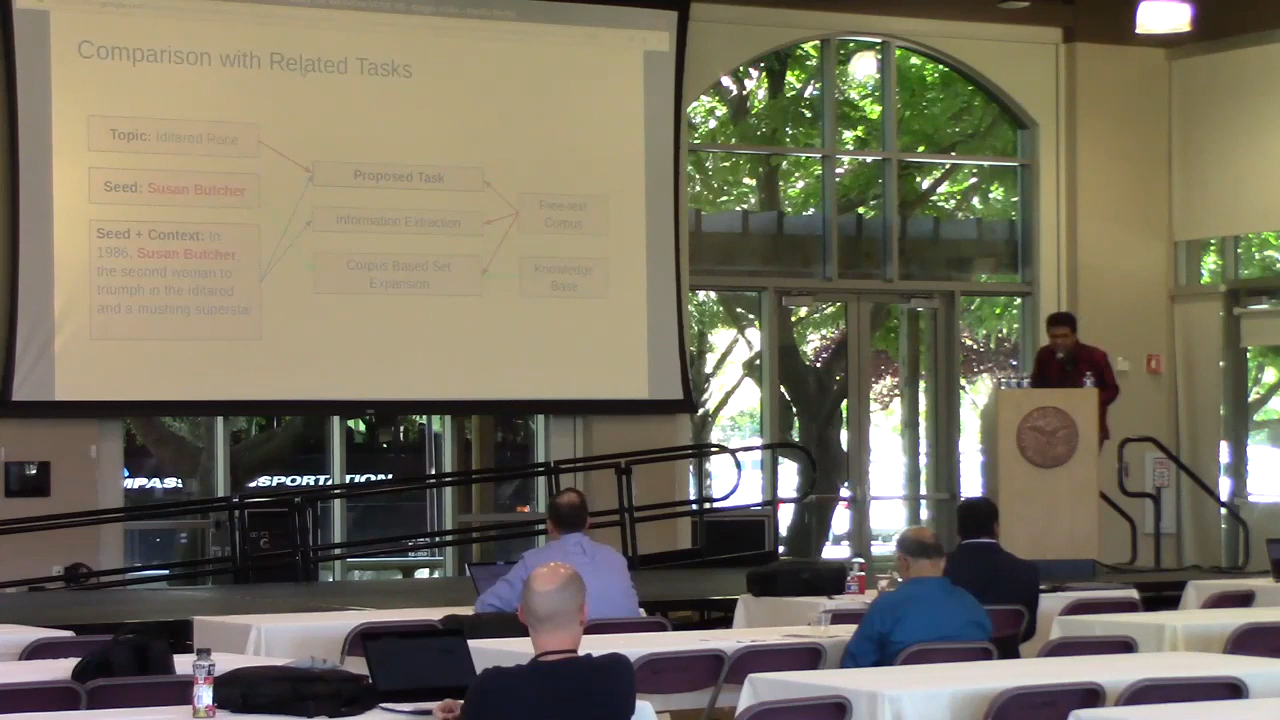 Comparison with Related Tasks
Topic: Iditarod Race
Seed: Susan Butcher
Seed + Context: In
1986, Susan Butcher,
the second woman to
triumph in the Iditarod
and a mushing superstar
Proposed Task
Information Extraction
Corpus Based Set
Expansion
Free-text
Corpus
Knowledge
Base
MPASS
SPORTATION